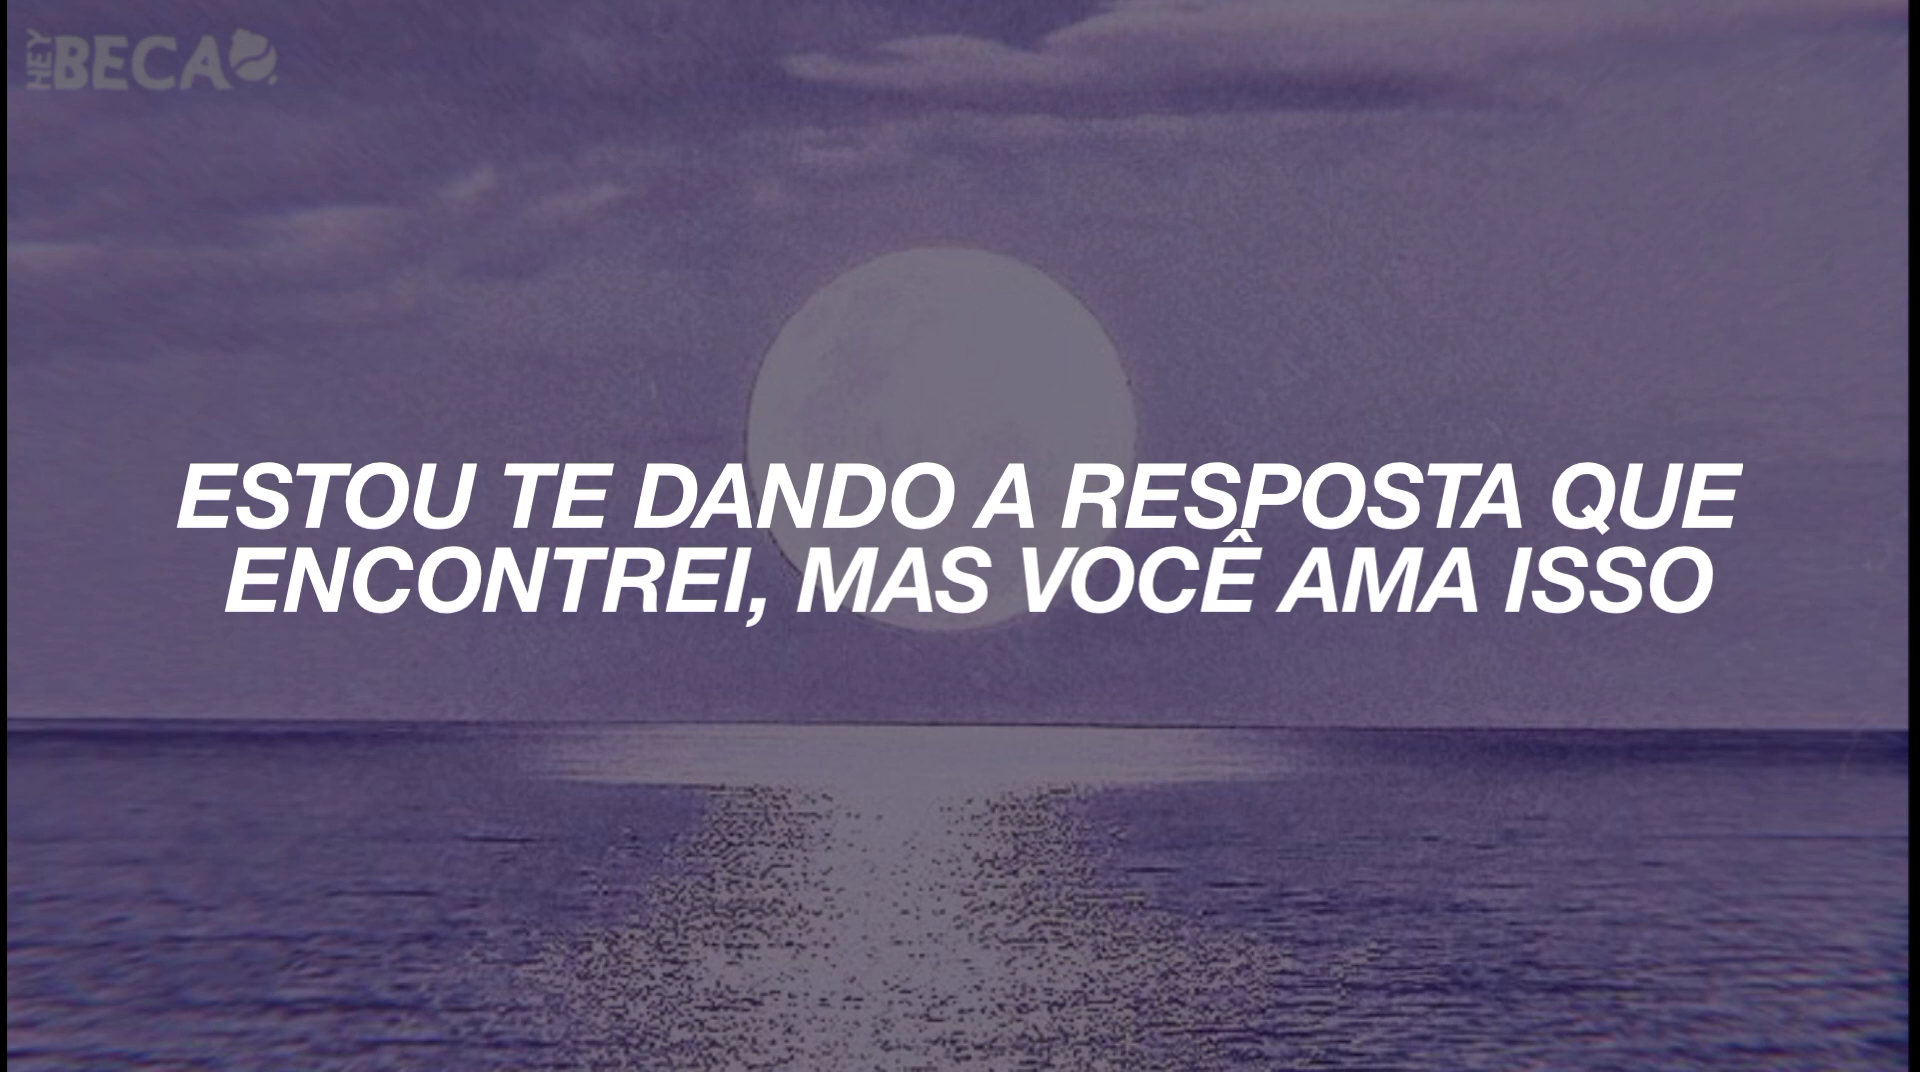 HEY BECA
ESTOU TE DANDO A RESPOSTA QUE
ENCONTREI, MAS VOCÊ AMA ISSO